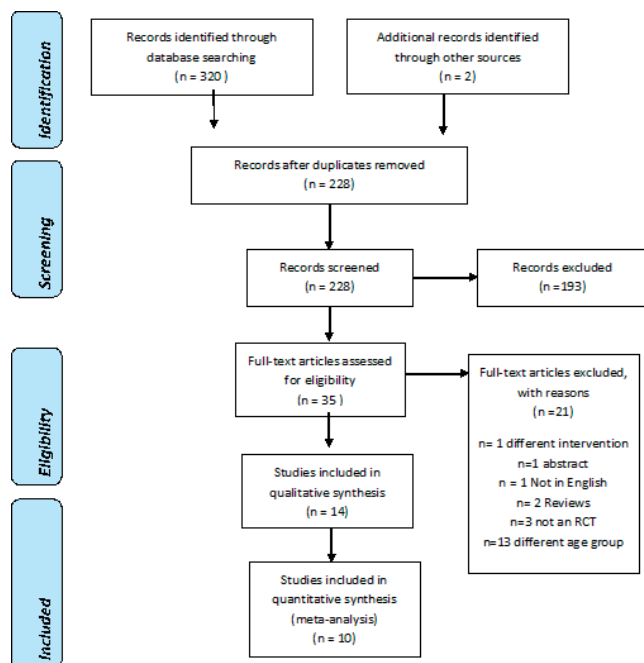 Identification
Records identified through
database searching
(n = 320 )
Additional records identified
through other sources
(n = 2)
Screening
Records after duplicates removed
(n = 228)
Records screened
(n = 228)
Records excluded
(n =193)
Eligibility
Full-text articles assessed
for eligibility
(n = 35 )
Full-text articles excluded,
with reasons
(n =21)
n= 1 different intervention
n=1 abstract
n = 1 Not in English
n= 2 Reviews
n=3 not an RCT
n=13 different age group
Studies included in
qualitative synthesis
(n = 14)
Included
Studies included in
quantitative synthesis
(meta-analysis)
(n = 10)